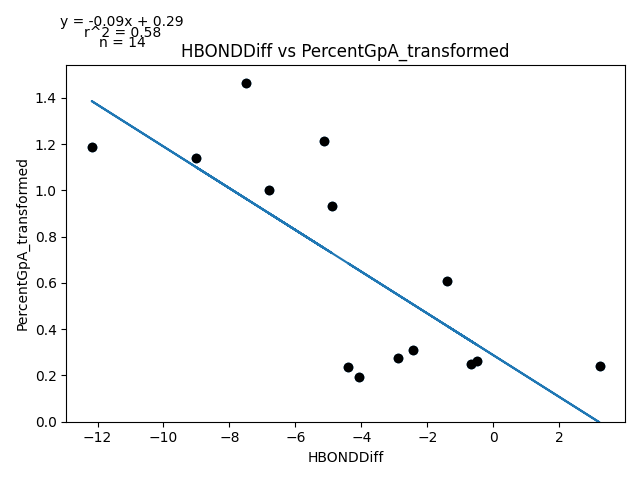 y = -0.09x + 0.29
r^2 = 0.58
n = 14
HBONDDiff vs PercentGpA_transformed
PercentGpA_transformed
1.4
1.2
1.0
0.8
0.6
0.4
0.2
0.0
−12 −10 −8 −6 −4 −2 0 2
HBONDDiff